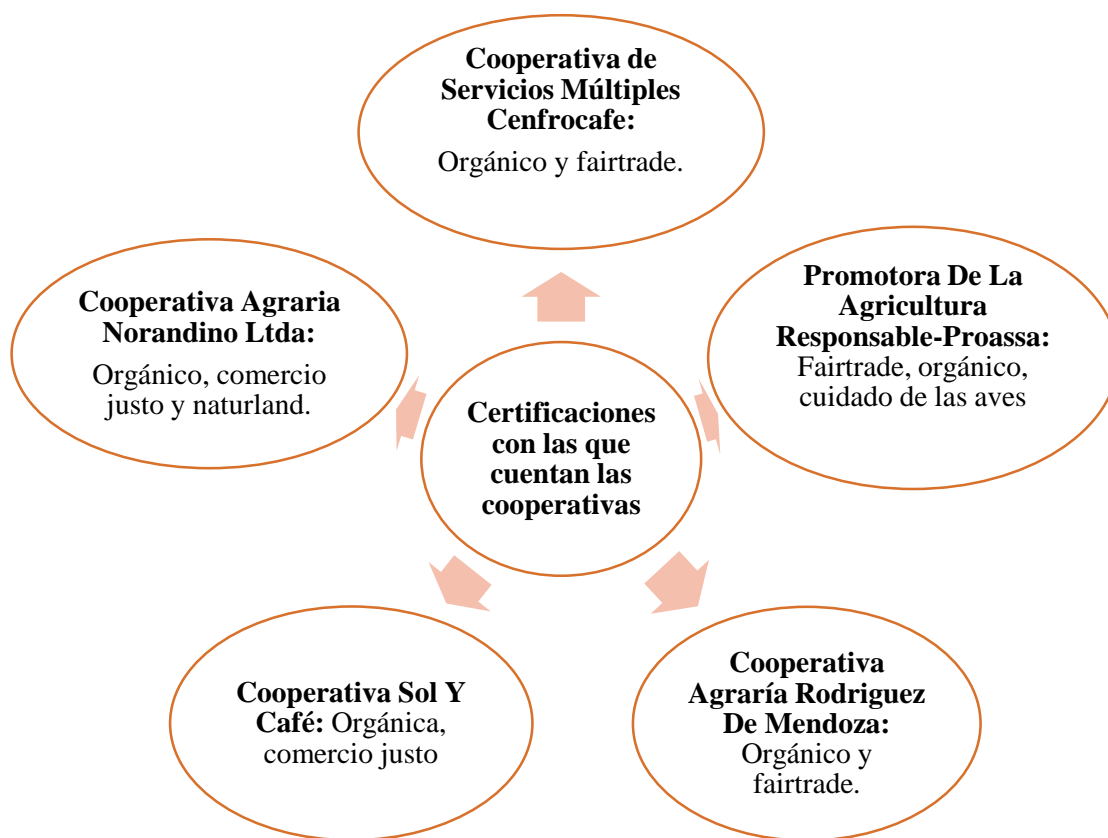 Cooperativa de
Servicios Múltiples
Cenfrocafe:
Orgánico y fairtrade.
Promotora De La
Agricultura
Responsable-Proassa:
Fairtrade, orgánico,
cuidado de las aves
Cooperativa Agraria
Norandino Ltda:
Orgánico, comercio
justo y naturland.
Certificaciones
con las que
cuentan las
cooperativas
Cooperativa Sol Y
Café: Orgánica,
comercio justo
Cooperativa
Agraría Rodriguez
De Mendoza:
Orgánico y
fairtrade.